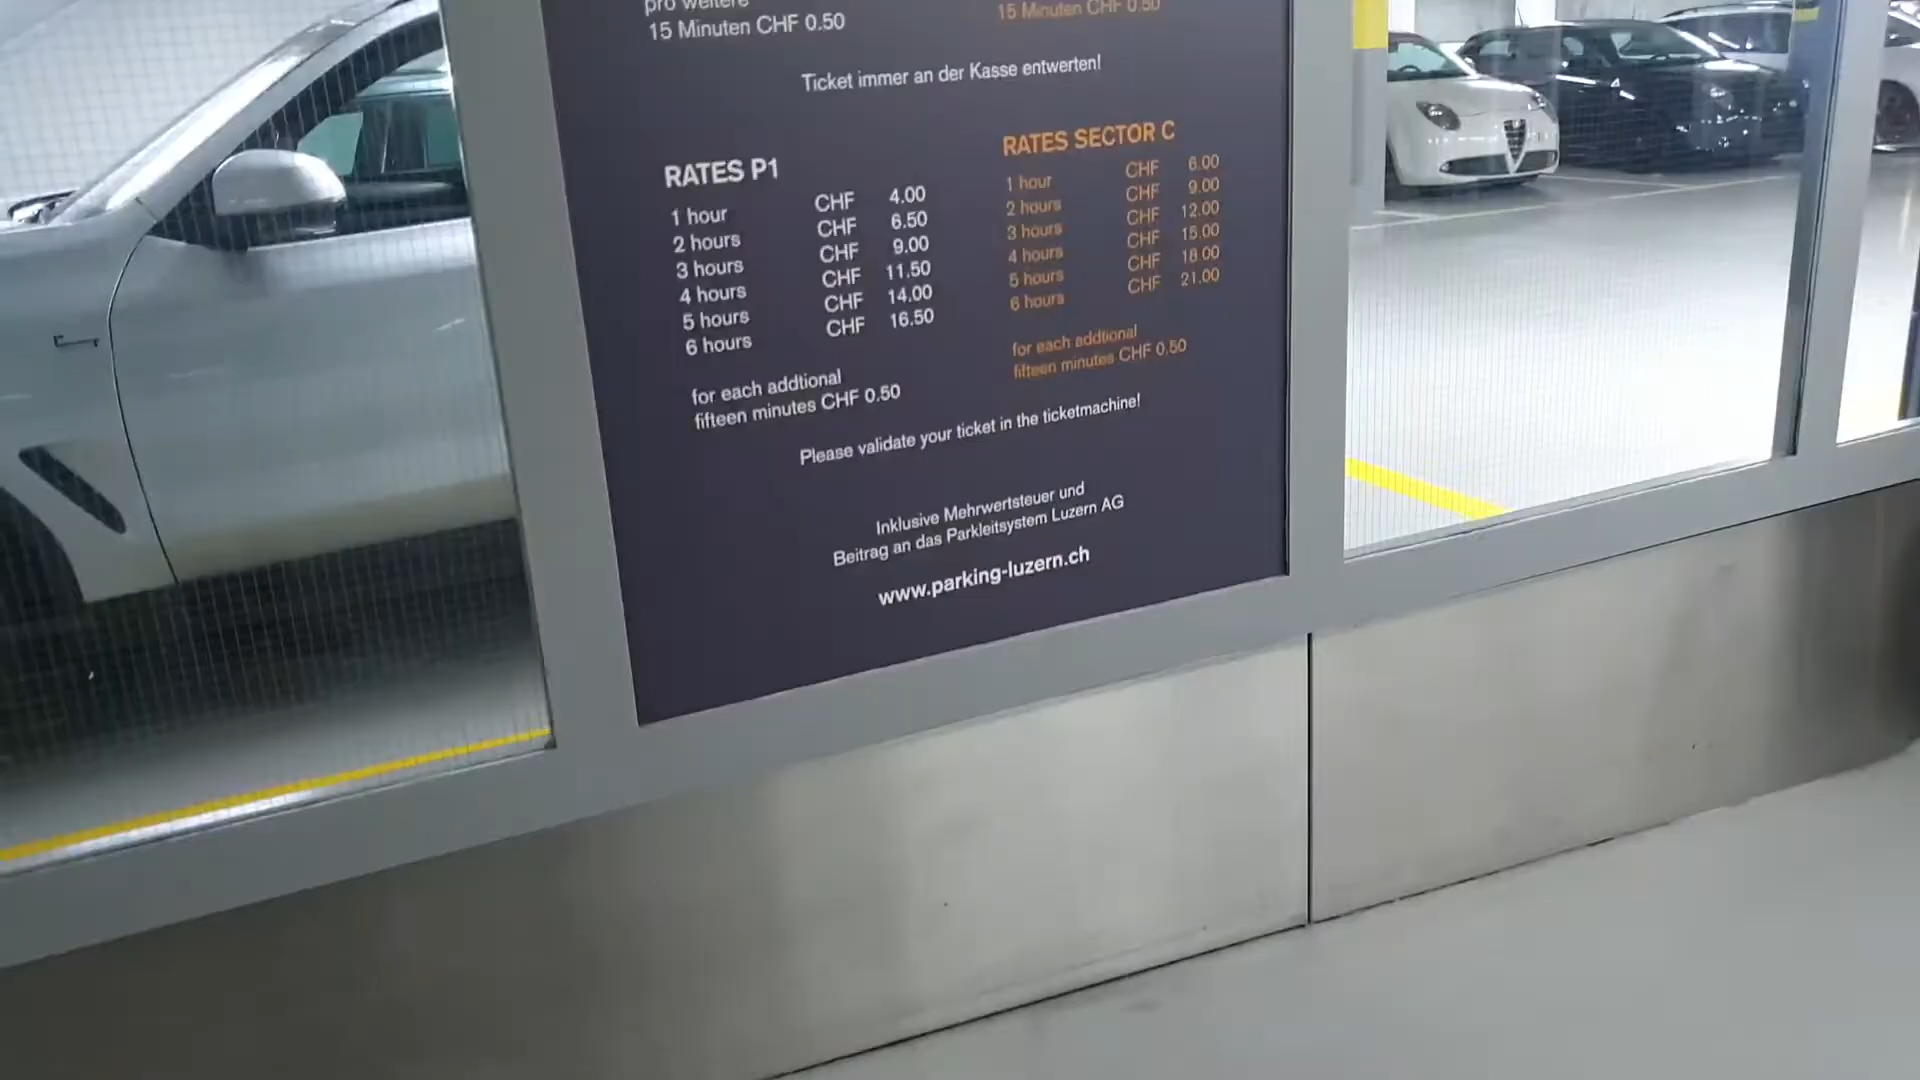 pro weitere
15 Minuten CHF 0.50
15 Minuten CHF 0.50
Ticket immer an der Kasse entwerten!
RATES P1
1 hour CHF 4.00
2 hours CHF 6.50
3 hours CHF 9.00
4 hours CHF 11.50
5 hours CHF 14.00
6 hours CHF 16.50
for each addtional
fifteen minutes CHF 0.50
RATES SECTOR C
1 hour CHF 6.00
2 hours CHF 9.00
3 hours CHF 12.00
4 hours CHF 15.00
5 hours CHF 18.00
6 hours CHF 21.00
for each addtional
fifteen minutes CHF 0.50
Please validate your ticket in the ticketmachine!
Inklusive Mehrwertsteuer und
Beitrag an das Parkleitsystem Luzern AG
www.parking-luzern.ch